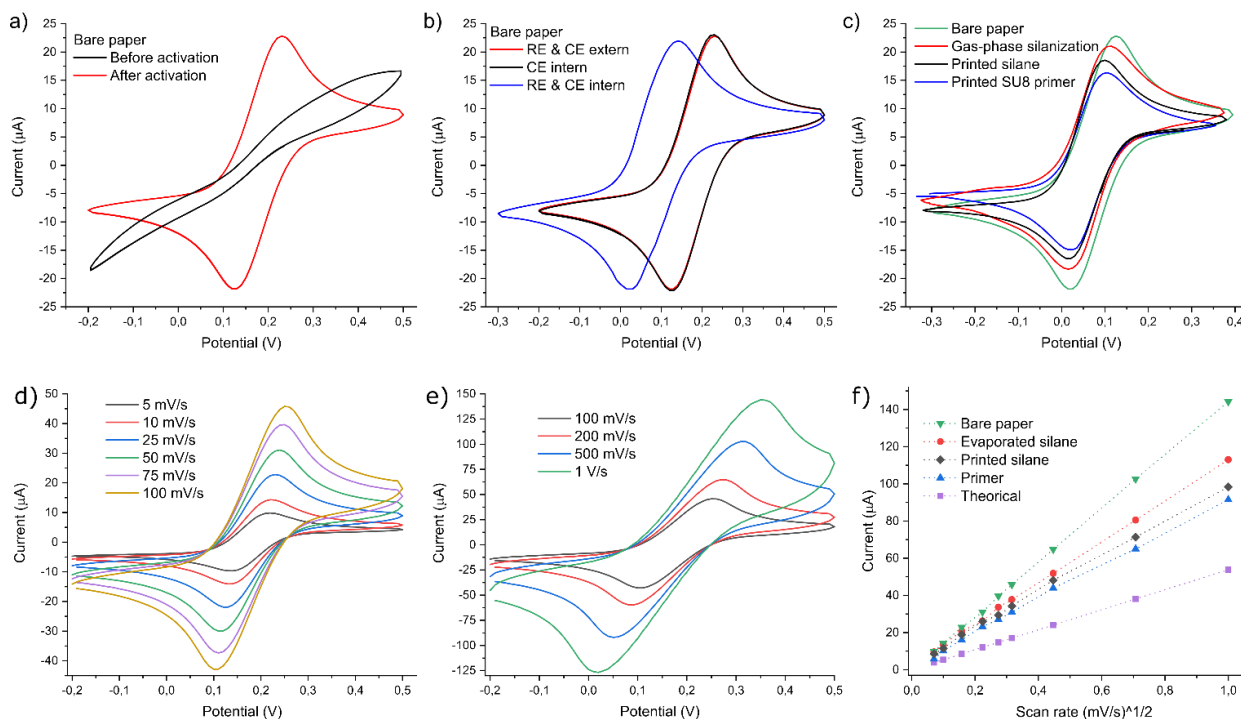 a)
Bare paper
Before activation
After activation
Current (µA)
25
20
15
10
5
0
-5
-10
-15
-20
-25
-0,2 -0,1 0,0 0,1 0,2 0,3 0,4 0,5
Potential (V)
b)
Bare paper
RE & CE extern
CE intern
RE & CE intern
Current (µA)
25
20
15
10
5
0
-5
-10
-15
-20
-25
-0,3 -0,2 -0,1 0,0 0,1 0,2 0,3 0,4 0,5
Potential (V)
c)
Bare paper
Gas-phase silanization
Printed silane
Printed SU8 primer
Current (µA)
25
20
15
10
5
0
-5
-10
-15
-20
-25
-0,3 -0,2 -0,1 0,0 0,1 0,2 0,3 0,4
Potential (V)
d)
5 mV/s
10 mV/s
25 mV/s
50 mV/s
75 mV/s
100 mV/s
Current (µA)
50
40
30
20
10
0
-10
-20
-30
-40
-0,2 -0,1 0,0 0,1 0,2 0,3 0,4 0,5
Potential (V)
e)
100 mV/s
200 mV/s
500 mV/s
1 V/s
Current (µA)
150
125
100
75
50
25
0
-25
-50
-75
-100
-125
-0,2 -0,1 0,0 0,1 0,2 0,3 0,4 0,5
Potential (V)
f)
Bare paper
Evaporated silane
Printed silane
Primer
Theorical
Current (µA)
140
120
100
80
60
40
20
0
0,0 0,2 0,4 0,6 0,8 1,0
Scan rate (mV/s)^1/2